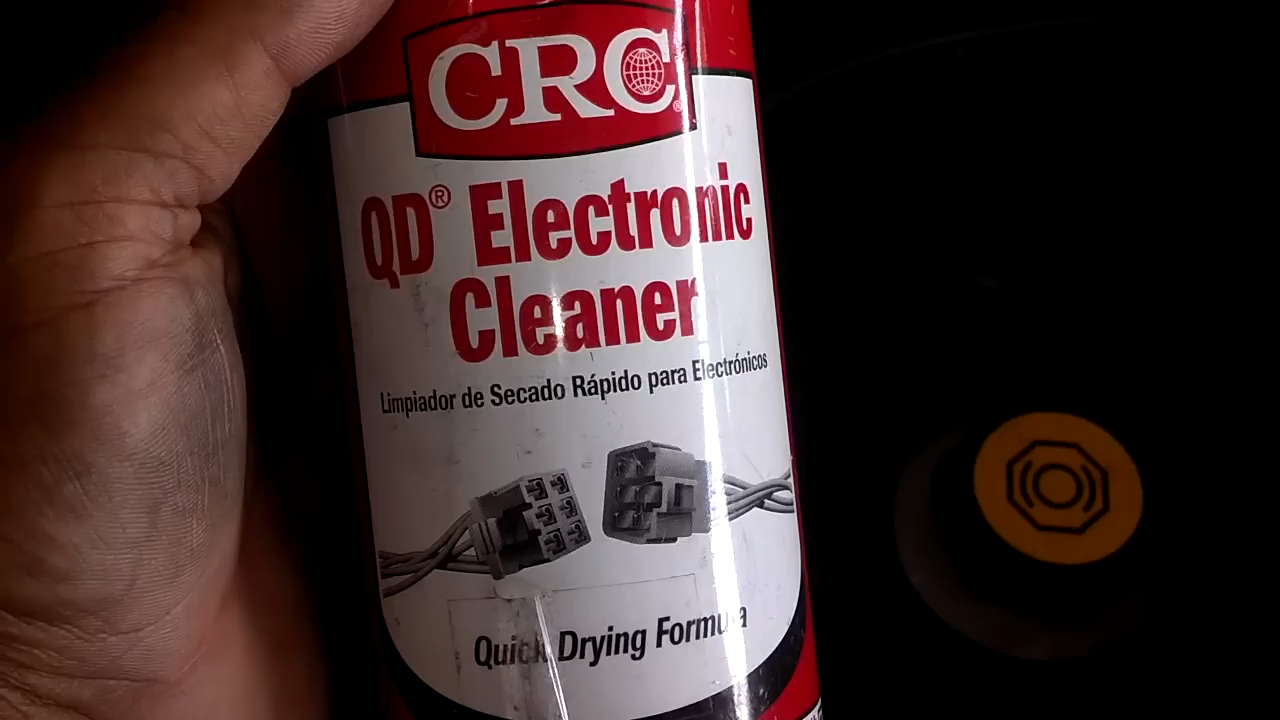 CRC®
QD® Electronic
Cleaner
Limpiador de Secado Rápido para Electrónicos
Quick Drying Formula